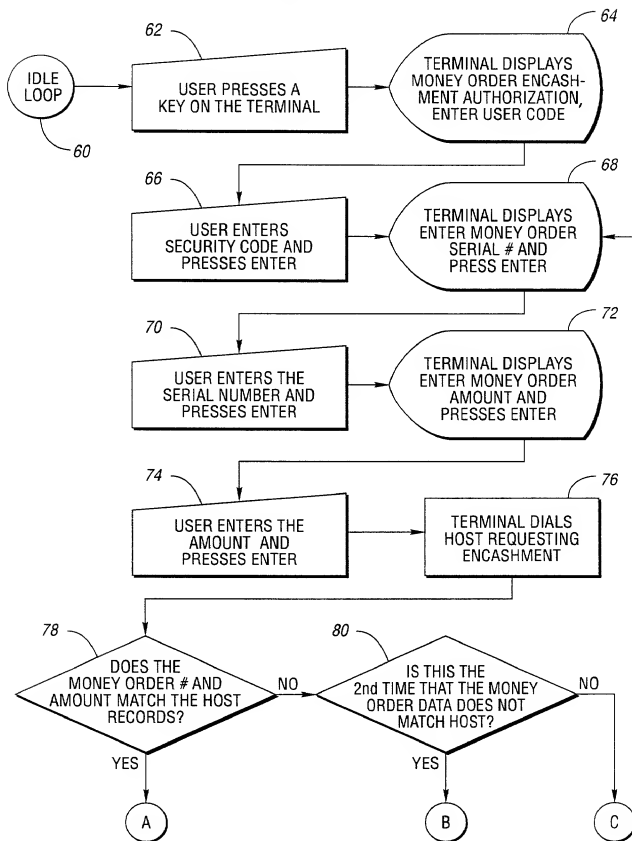 62
64
IDLE
LOOP
60
USER PRESSES A
KEY ON THE TERMINAL
TERMINAL DISPLAYS
MONEY ORDER ENCASH-
MENT AUTHORIZATION,
ENTER USER CODE
66
68
USER ENTERS
SECURITY CODE AND
PRESSES ENTER
TERMINAL DISPLAYS
ENTER MONEY ORDER
SERIAL # AND
PRESS ENTER
70
72
USER ENTERS THE
SERIAL NUMBER AND
PRESSES ENTER
TERMINAL DISPLAYS
ENTER MONEY ORDER
AMOUNT AND
PRESSES ENTER
74
76
USER ENTERS THE
AMOUNT AND
PRESSES ENTER
TERMINAL DIALS
HOST REQUESTING
ENCASHMENT
78
80
DOES THE
MONEY ORDER # AND
AMOUNT MATCH THE HOST
RECORDS?
NO
IS THIS THE
2nd TIME THAT THE MONEY
ORDER DATA DOES NOT
MATCH HOST?
NO
YES
YES
A
B
C